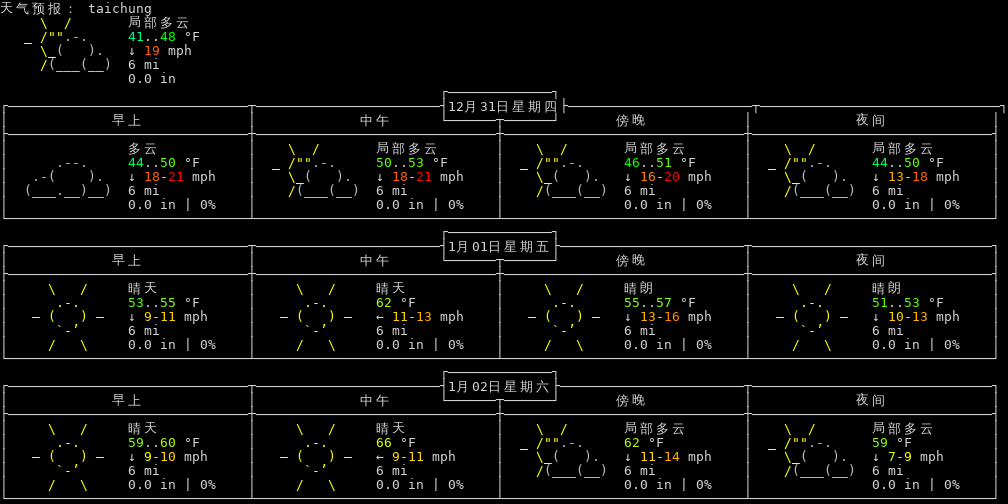 天气预报： taichung
局部多云
41..48 °F
↓ 19 mph
6 mi
0.0 in
12月31日星期四
早上 中午 傍晚 夜间
多云 局部多云 局部多云 局部多云
44..50 °F 50..53 °F 46..51 °F 44..50 °F
↓ 18-21 mph ↓ 18-21 mph ↓ 16-20 mph ↓ 13-18 mph
6 mi 6 mi 6 mi 6 mi
0.0 in | 0% 0.0 in | 0% 0.0 in | 0% 0.0 in | 0%
1月01日星期五
早上 中午 傍晚 夜间
晴天 晴天 晴朗 晴朗
53..55 °F 62 °F 55..57 °F 51..53 °F
↓ 9-11 mph ← 11-13 mph ↓ 13-16 mph ↓ 10-13 mph
6 mi 6 mi 6 mi 6 mi
0.0 in | 0% 0.0 in | 0% 0.0 in | 0% 0.0 in | 0%
1月02日星期六
早上 中午 傍晚 夜间
晴天 晴天 局部多云 局部多云
59..60 °F 66 °F 62 °F 59 °F
↓ 9-10 mph ← 9-11 mph ↓ 11-14 mph ↓ 7-9 mph
6 mi 6 mi 6 mi 6 mi
0.0 in | 0% 0.0 in | 0% 0.0 in | 0% 0.0 in | 0%